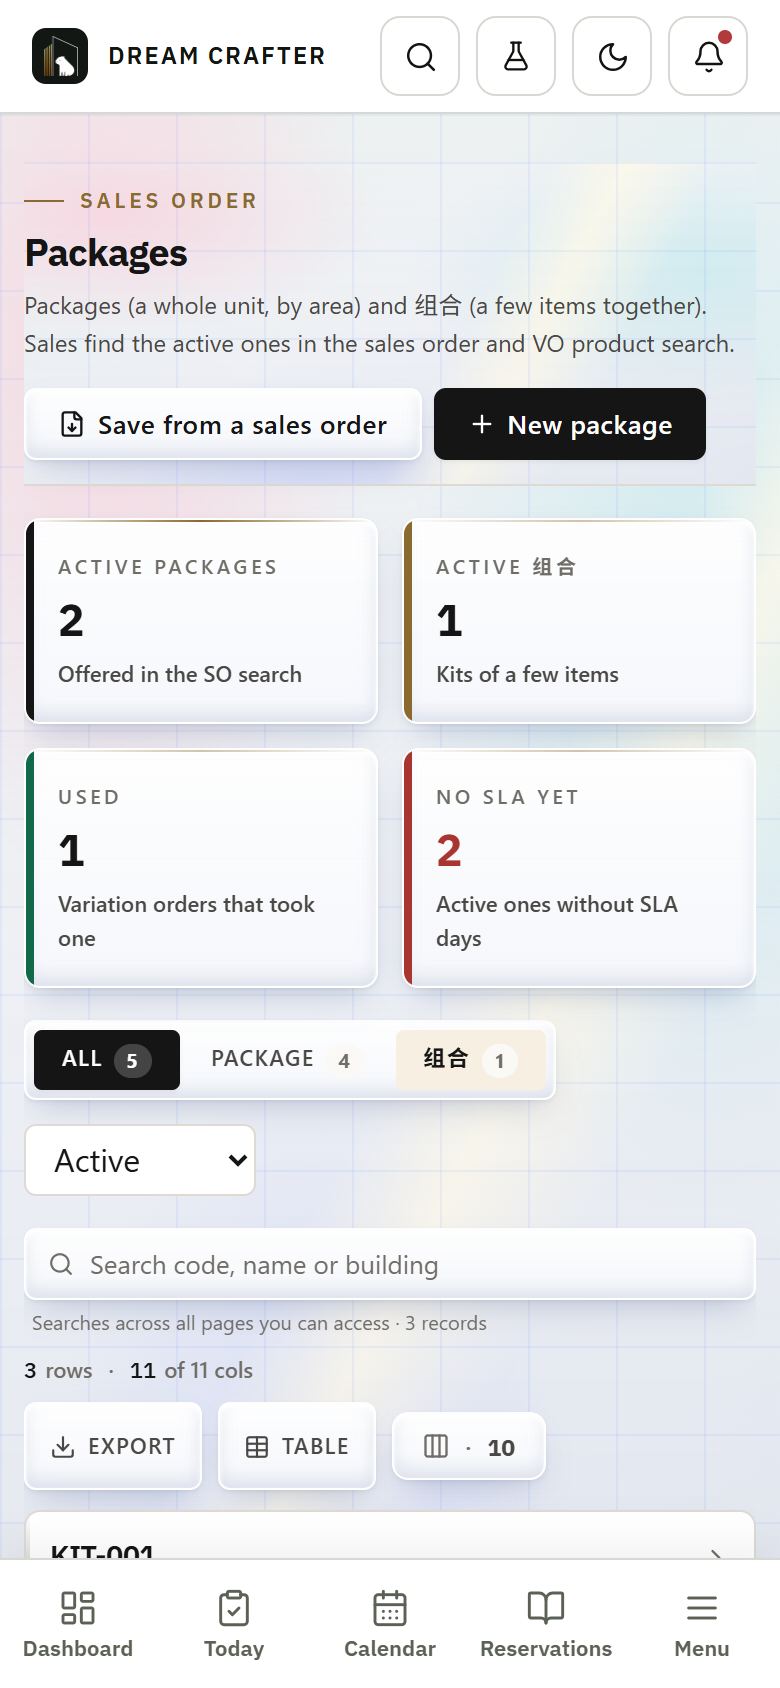 DREAM CRAFTER
SALES ORDER
Packages
Packages (a whole unit, by area) and 组合 (a few items together).
Sales find the active ones in the sales order and VO product search.
Save from a sales order
New package
ACTIVE PACKAGES
2
Offered in the SO search
ACTIVE 组合
1
Kits of a few items
USED
1
Variation orders that took
one
NO SLA YET
2
Active ones without SLA
days
ALL 5 PACKAGE 4 组合 1
Active
Search code, name or building
Searches across all pages you can access · 3 records
3 rows · 11 of 11 cols
EXPORT TABLE · 10
KIT-001
Dashboard Today Calendar Reservations Menu